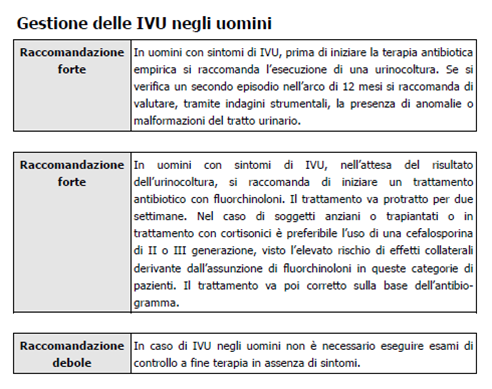 Gestione delle IVU negli uomini
Raccomandazione forte
In uomini con sintomi di IVU, prima di iniziare la terapia antibiotica
empirica si raccomanda l'esecuzione di una urinocoltura. Se si
verifica un secondo episodio nell'arco di 12 mesi si raccomanda di
valutare, tramite indagini strumentali, la presenza di anomalie o
malformazioni del tratto urinario.
Raccomandazione forte
In uomini con sintomi di IVU, nell'attesa del risultato
dell'urinocoltura, si raccomanda di iniziare un trattamento
antibiotico con fluorchinoloni. Il trattamento va protratto per due
settimane. Nel caso di soggetti anziani o trapiantati o in
trattamento con cortisonici è preferibile l'uso di una cefalosporina
di II o III generazione, visto l'elevato rischio di effetti collaterali
derivante dall'assunzione di fluorchinoloni in queste categorie di
pazienti. Il trattamento va poi corretto sulla base dell'antibio-
gramma.
Raccomandazione debole
In caso di IVU negli uomini non è necessario eseguire esami di
controllo a fine terapia in assenza di sintomi.